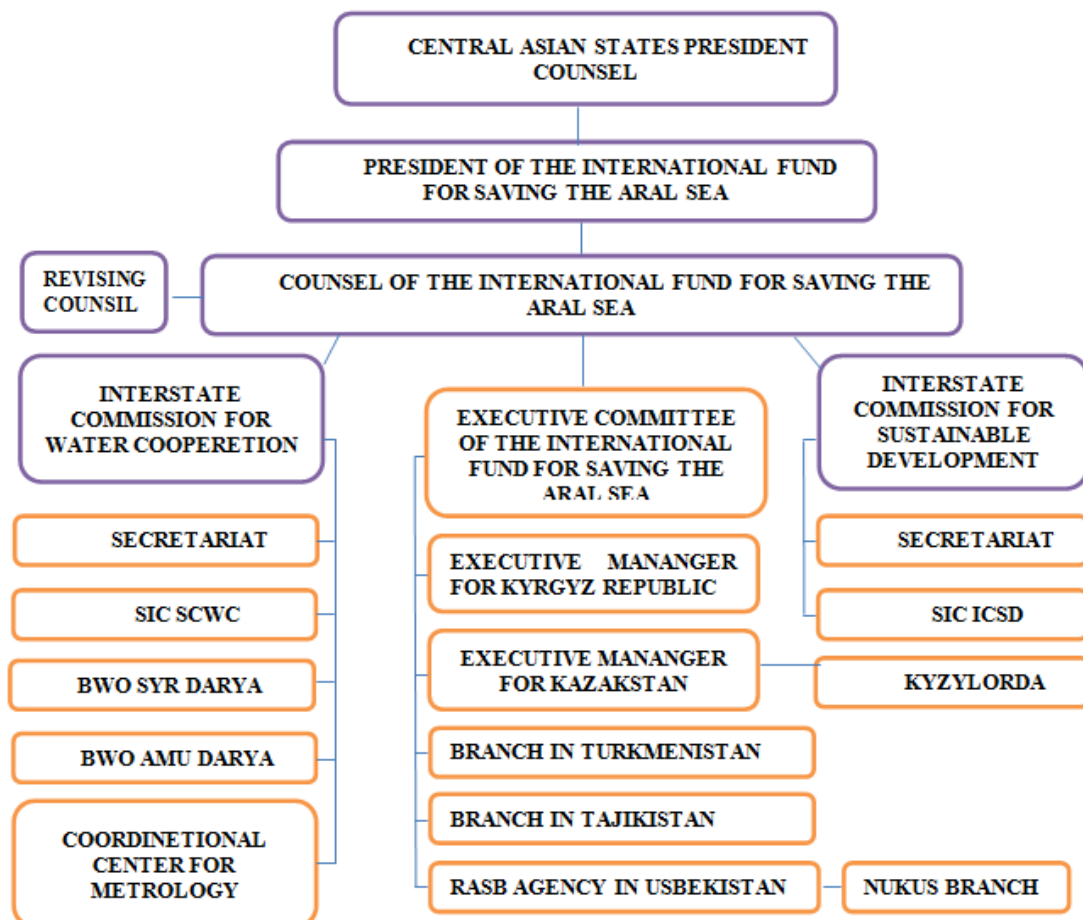 CENTRAL ASIAN STATES PRESIDENT
COUNSEL
PRESIDENT OF THE INTERNATIONAL FUND
FOR SAVING THE ARAL SEA
REVISING
COUNSIL
COUNSEL OF THE INTERNATIONAL FUND FOR SAVING THE
ARAL SEA
INTERSTATE
COMMISSION FOR
WATER COOPERETION
SECRETARIAT
SIC SCWC
BWO SYR DARYA
BWO AMU DARYA
COORDINETIONAL
CENTER FOR
METROLOGY
EXECUTIVE COMMITTEE
OF THE INTERNATIONAL
FUND FOR SAVING THE
ARAL SEA
EXECUTIVE MANANGER
FOR KYRGYZ REPUBLIC
EXECUTIVE MANANGER
FOR KAZAKSTAN
BRANCH IN TURKMENISTAN
BRANCH IN TAJIKISTAN
RASB AGENCY IN USBEKISTAN
NUKUS BRANCH
INTERSTATE
COMMISSION FOR
SUSTAINABLE
DEVELOPMENT
SECRETARIAT
SIC ICSD
KYZYLORDA